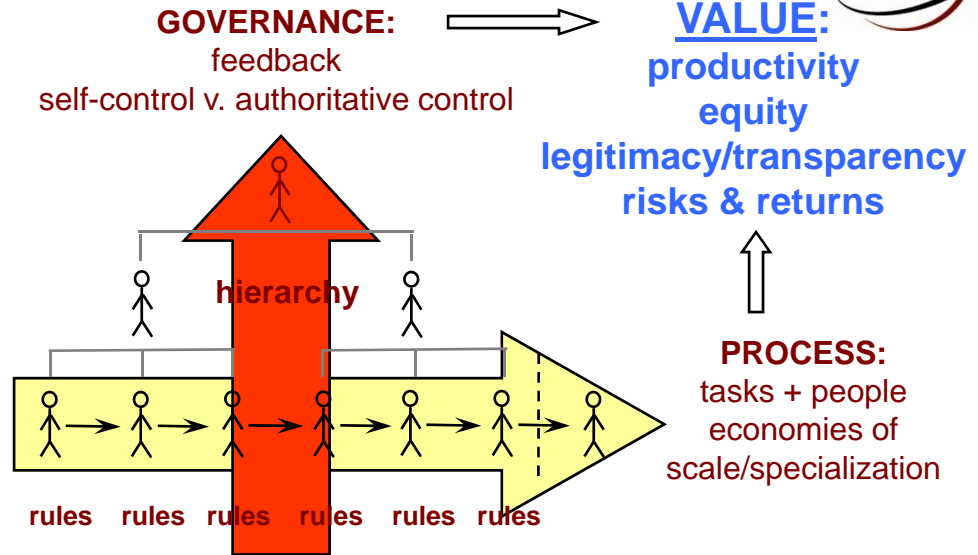 GOVERNANCE:
feedback
self-control v. authoritative control
VALUE:
productivity
equity
legitimacy/transparency
risks & returns
hierarchy
PROCESS:
tasks + people
economies of
scale/specialization
rules rules rules rules rules rules